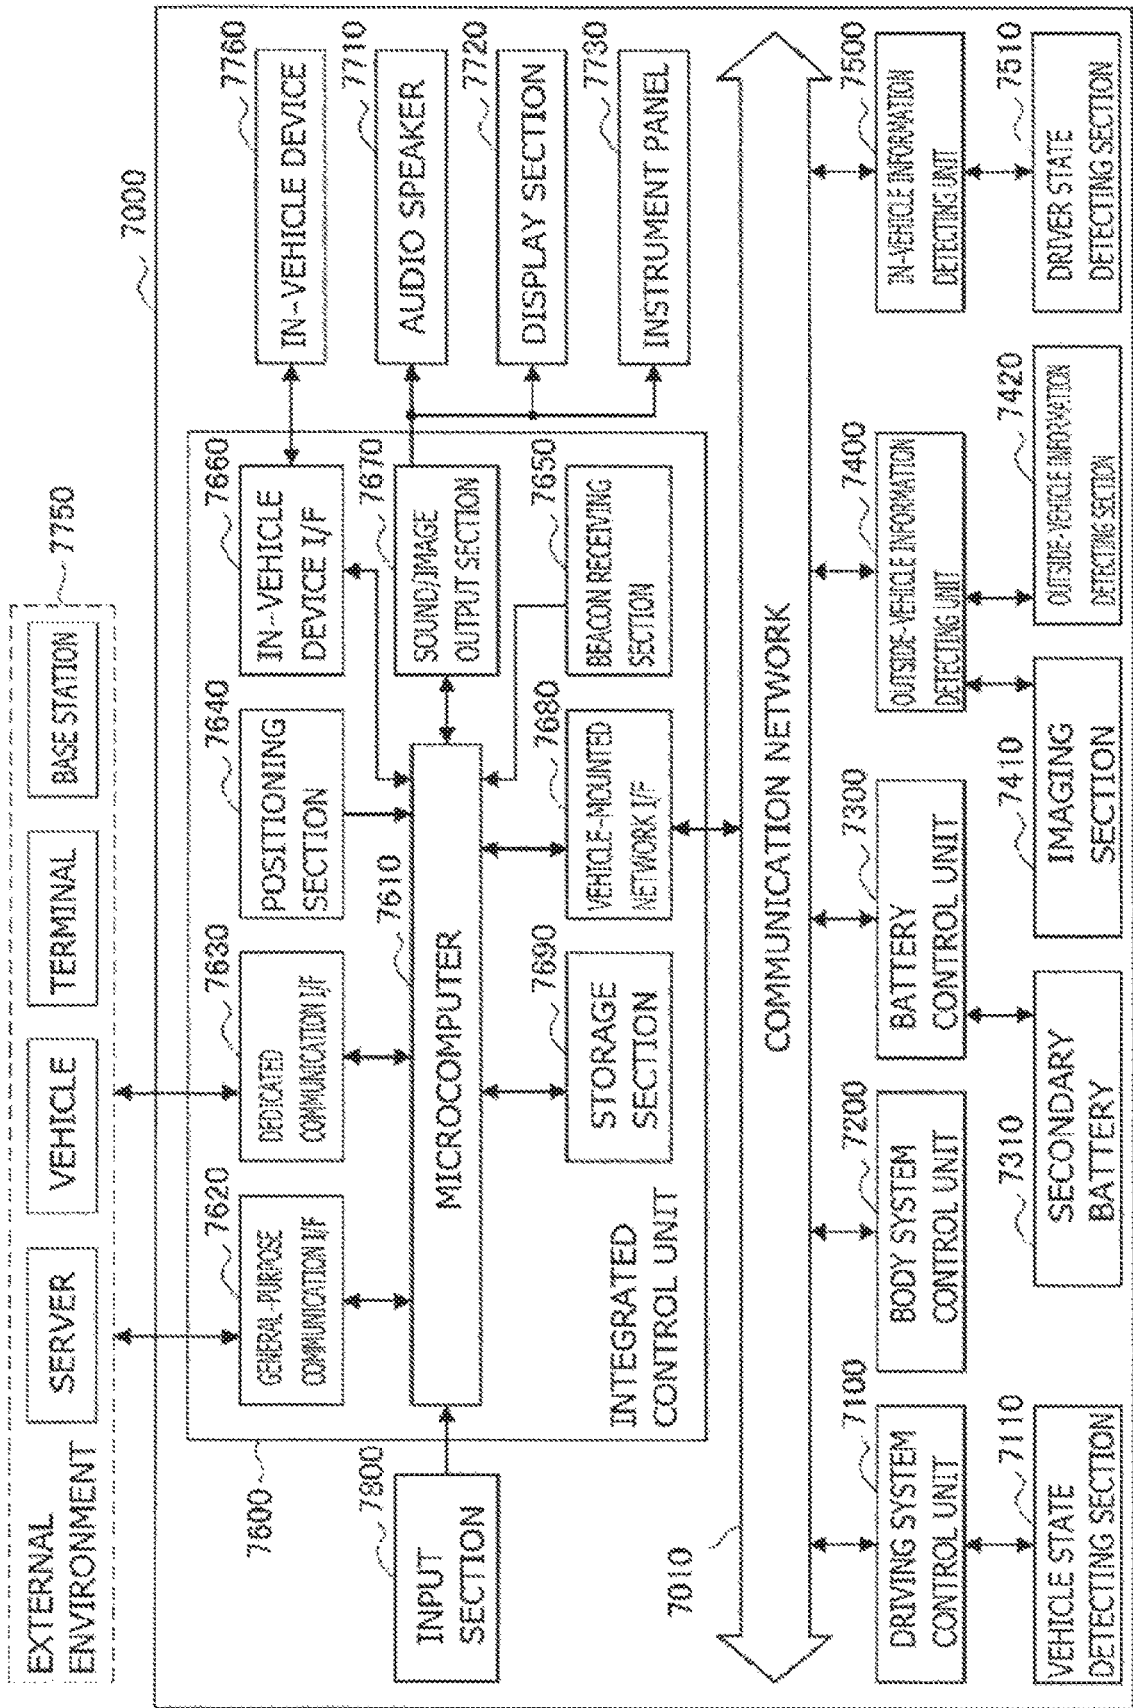 EXTERNAL
ENVIRONMENT
SERVER
VEHICLE
TERMINAL
BASE STATION
7750
7000
7600
7620
GENERAL-PURPOSE
COMMUNICATION I/F
7630
DEDICATED
COMMUNICATION I/F
7640
POSITIONING
SECTION
7660
IN-VEHICLE
DEVICE I/F
7760
IN-VEHICLE DEVICE
7800
INPUT
SECTION
7610
MICROCOMPUTER
7670
SOUND/IMAGE
OUTPUT SECTION
7710
AUDIO SPEAKER
7720
DISPLAY SECTION
7730
INSTRUMENT PANEL
INTEGRATED
CONTROL UNIT
7690
STORAGE
SECTION
7680
VEHICLE-MOUNTED
NETWORK I/F
7650
BEACON RECEIVING
SECTION
7010
COMMUNICATION NETWORK
7100
DRIVING SYSTEM
CONTROL UNIT
7200
BODY SYSTEM
CONTROL UNIT
7300
BATTERY
CONTROL UNIT
7400
OUTSIDE-VEHICLE INFORMATION
DETECTING UNIT
7500
IN-VEHICLE INFORMATION
DETECTING UNIT
7110
VEHICLE STATE
DETECTING SECTION
7310
SECONDARY
BATTERY
7410
IMAGING
SECTION
7420
OUTSIDE-VEHICLE INFORMATION
DETECTING SECTION
7510
DRIVER STATE
DETECTING SECTION